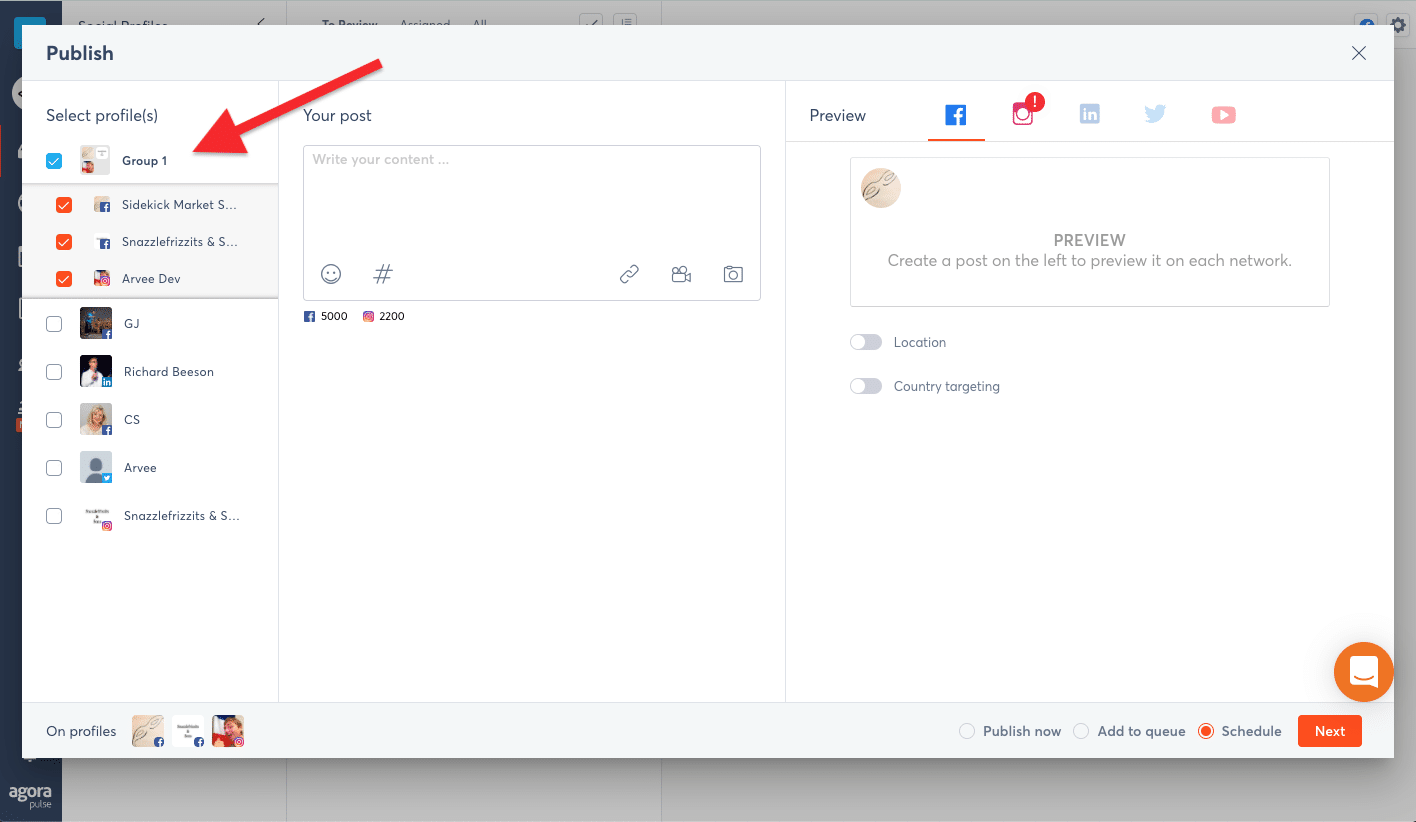 Social Profiles
To Review Assigned All
Publish
Select profile(s)
Group 1
Sidekick Market S...
Snazzlefrizzits & S...
Arvee Dev
GJ
Richard Beeson
CS
Arvee
Snazzlefrizzits & S...
Your post
Write your content ...
#
5000 2200
Preview
!
PREVIEW
Create a post on the left to preview it on each network.
Location
Country targeting
On profiles
Publish now
Add to queue
Schedule
Next
agora
pulse